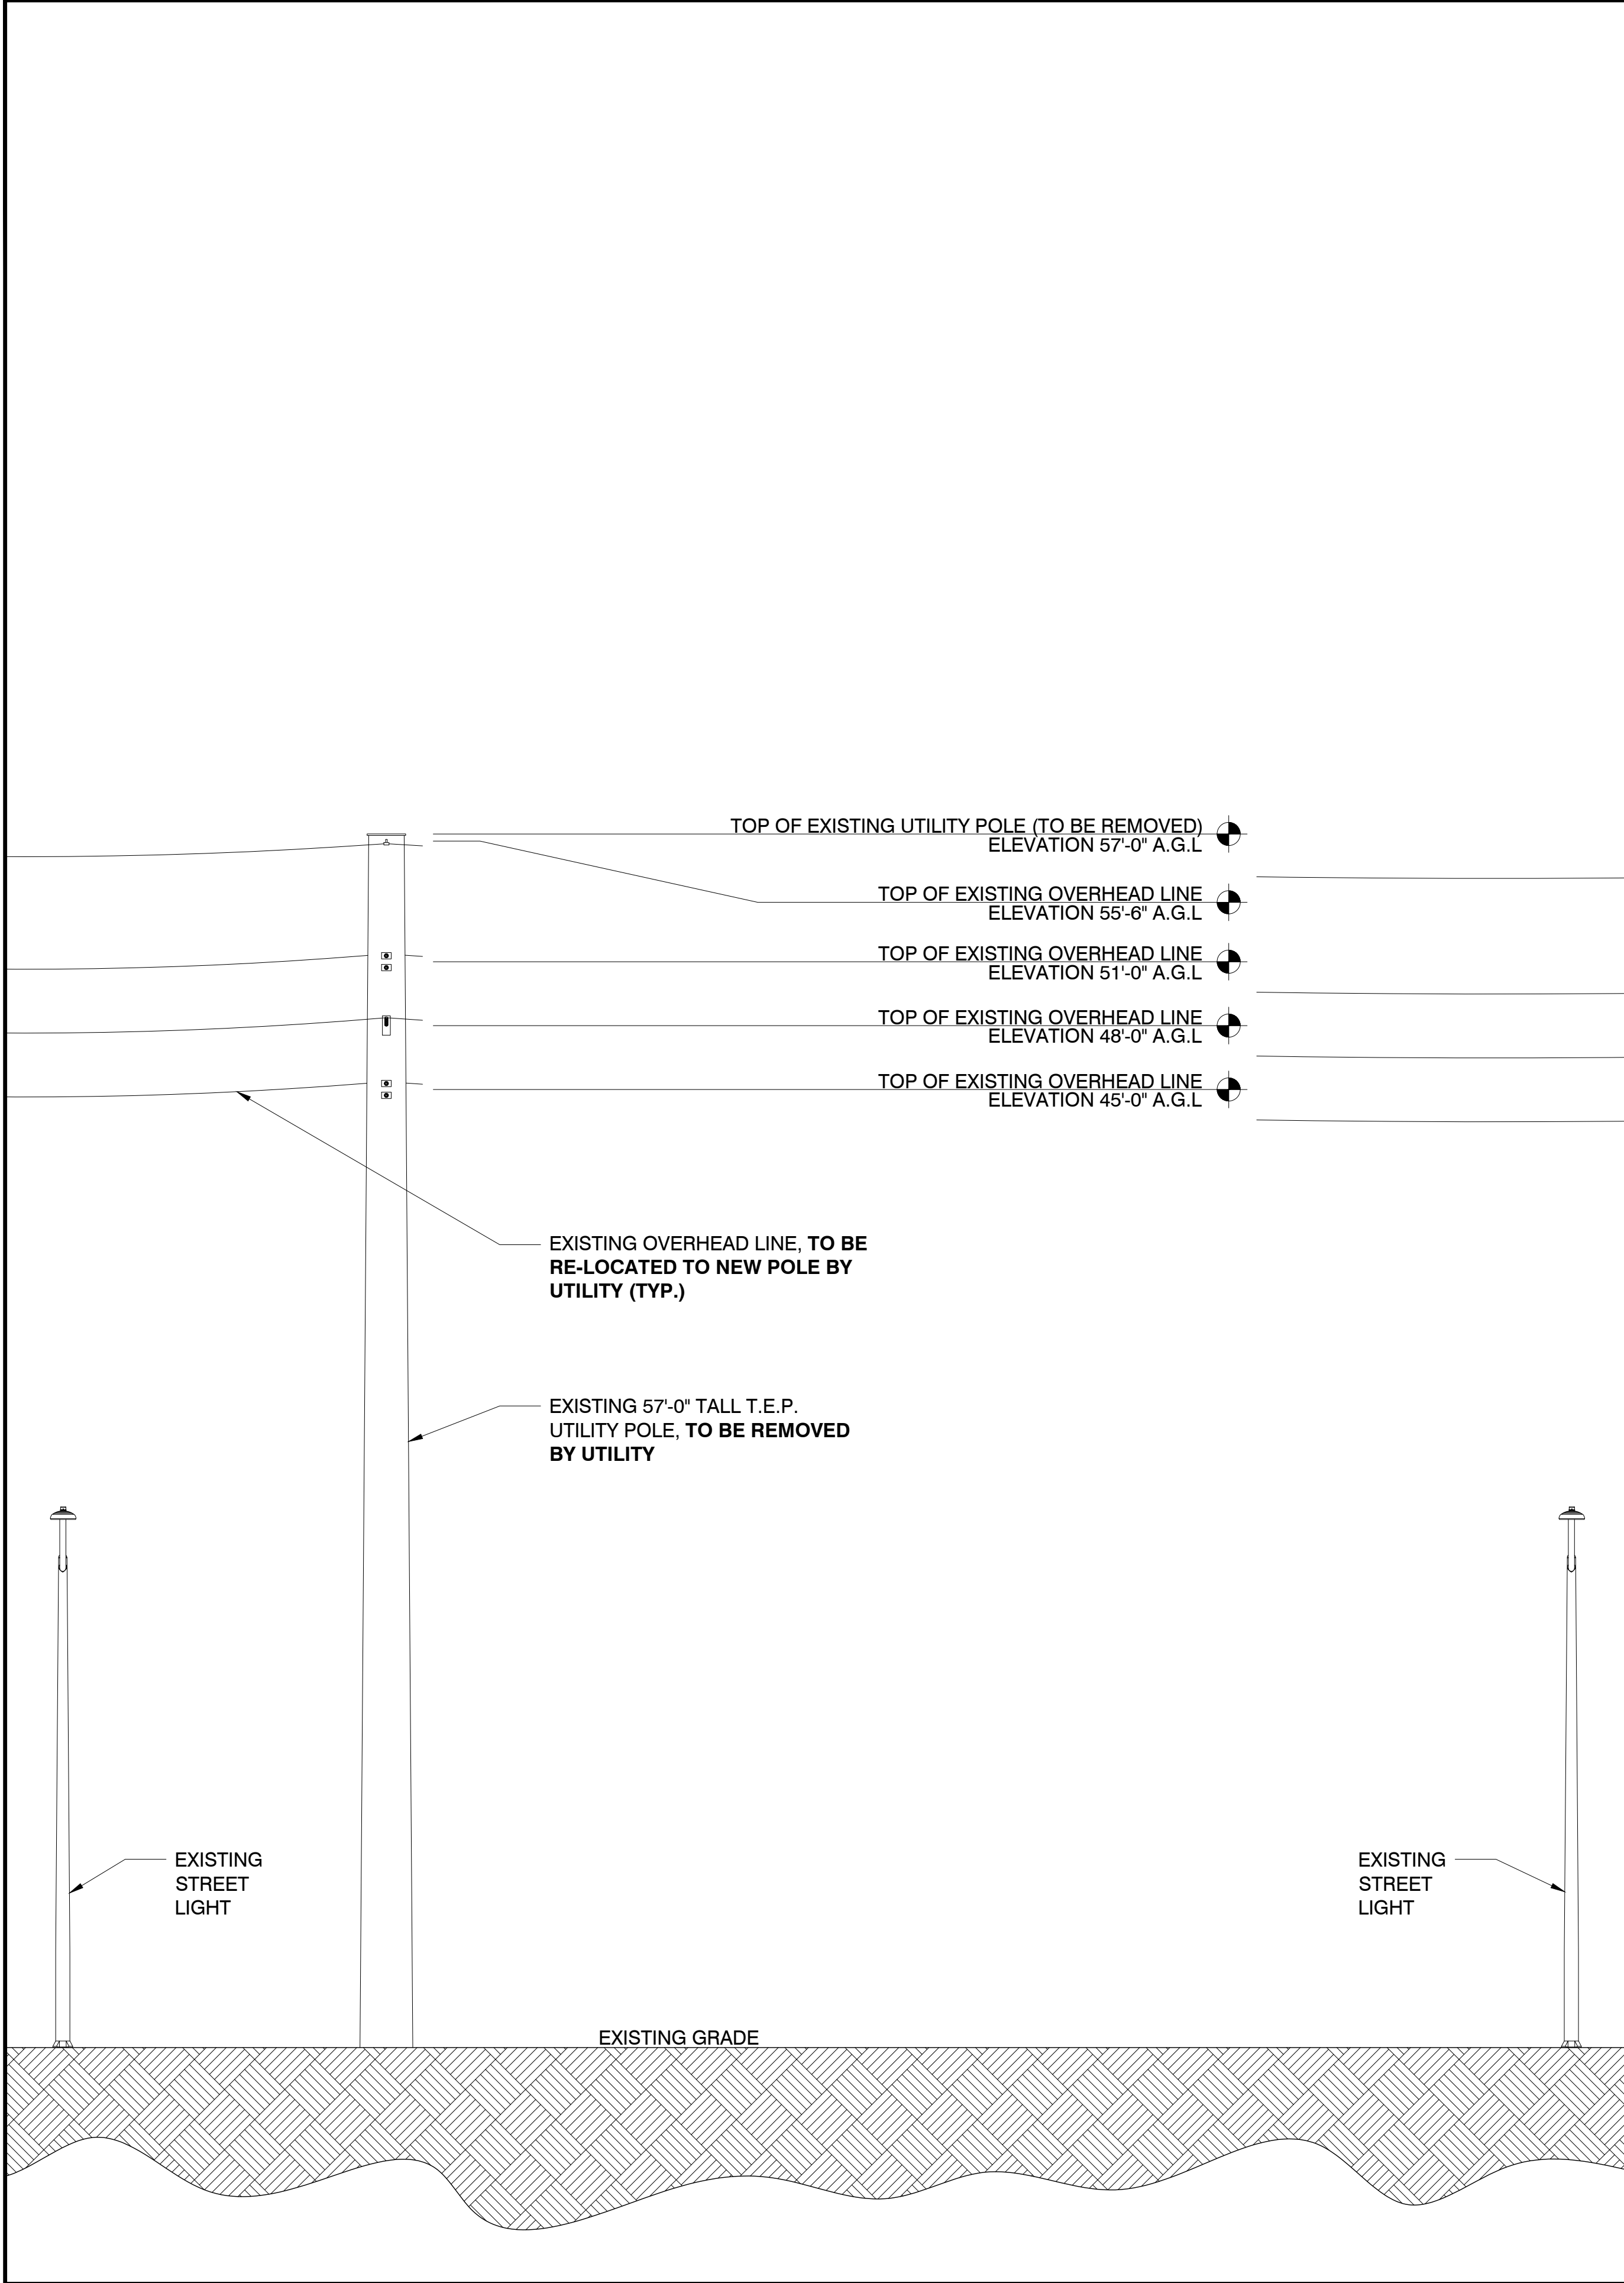 TOP OF EXISTING UTILITY POLE (TO BE REMOVED)
ELEVATION 57'-0" A.G.L
TOP OF EXISTING OVERHEAD LINE
ELEVATION 55'-6" A.G.L
TOP OF EXISTING OVERHEAD LINE
ELEVATION 51'-0" A.G.L
TOP OF EXISTING OVERHEAD LINE
ELEVATION 48'-0" A.G.L
TOP OF EXISTING OVERHEAD LINE
ELEVATION 45'-0" A.G.L
EXISTING OVERHEAD LINE, TO BE
RE-LOCATED TO NEW POLE BY
UTILITY (TYP.)
EXISTING 57'-0" TALL T.E.P.
UTILITY POLE, TO BE REMOVED
BY UTILITY
EXISTING
STREET
LIGHT
EXISTING
STREET
LIGHT
EXISTING GRADE